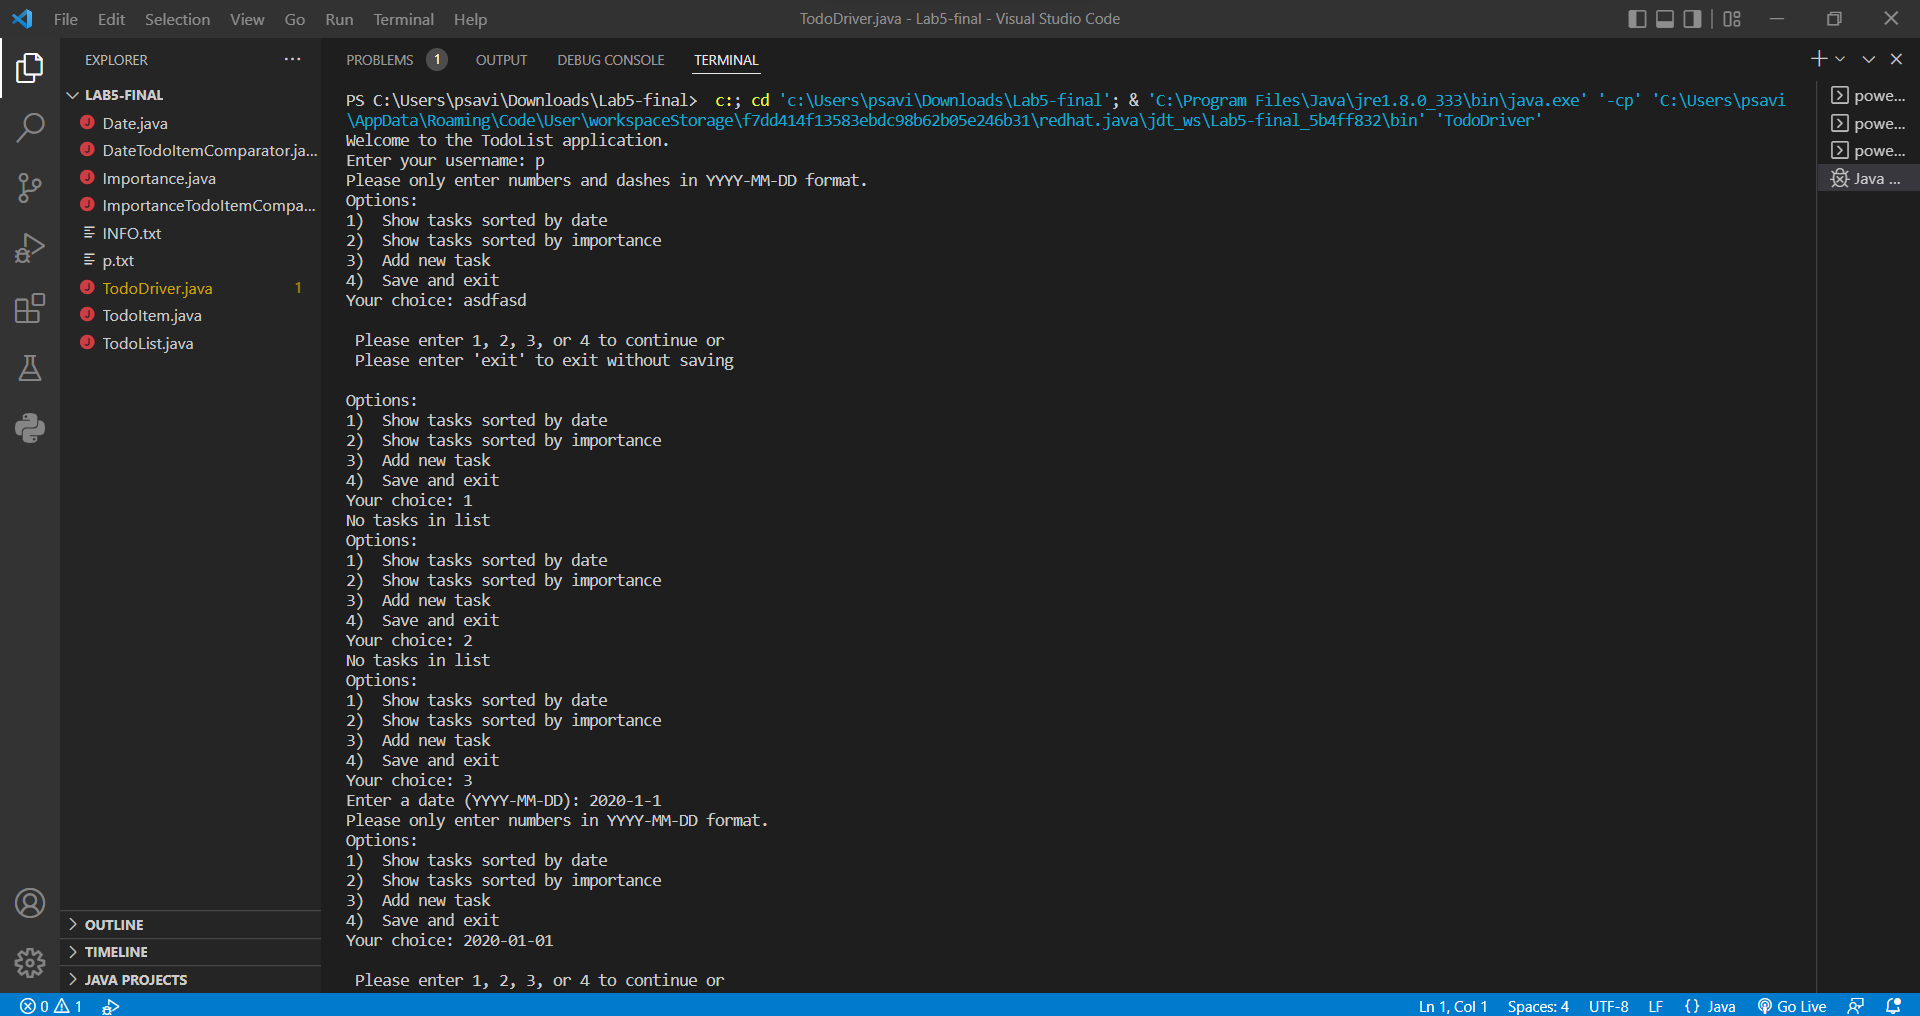 File Edit Selection View Go Run Terminal Help
TodoDriver.java - Lab5-final - Visual Studio Code
EXPLORER
LAB5-FINAL
Date.java
DateTodoItemComparator.ja...
Importance.java
ImportanceTodoItemCompa...
INFO.txt
p.txt
TodoDriver.java 1
TodoItem.java
TodoList.java
OUTLINE
TIMELINE
JAVA PROJECTS
PROBLEMS 1 OUTPUT DEBUG CONSOLE TERMINAL
PS C:\Users\psavi\Downloads\Lab5-final>  c:; cd 'c:\Users\psavi\Downloads\Lab5-final'; & 'C:\Program Files\Java\jre1.8.0_333\bin\java.exe' '-cp' 'C:\Users\psavi
\AppData\Roaming\Code\User\workspaceStorage\f7dd414f13583ebdc98b62b05e246b31\redhat.java\jdt_ws\Lab5-final_5b4ff832\bin' 'TodoDriver'
Welcome to the TodoList application.
Enter your username: p
Please only enter numbers and dashes in YYYY-MM-DD format.
Options:
1)  Show tasks sorted by date
2)  Show tasks sorted by importance
3)  Add new task
4)  Save and exit
Your choice: asdfasd
Please enter 1, 2, 3, or 4 to continue or
Please enter 'exit' to exit without saving
Options:
1)  Show tasks sorted by date
2)  Show tasks sorted by importance
3)  Add new task
4)  Save and exit
Your choice: 1
No tasks in list
Options:
1)  Show tasks sorted by date
2)  Show tasks sorted by importance
3)  Add new task
4)  Save and exit
Your choice: 2
No tasks in list
Options:
1)  Show tasks sorted by date
2)  Show tasks sorted by importance
3)  Add new task
4)  Save and exit
Your choice: 3
Enter a date (YYYY-MM-DD): 2020-1-1
Please only enter numbers in YYYY-MM-DD format.
Options:
1)  Show tasks sorted by date
2)  Show tasks sorted by importance
3)  Add new task
4)  Save and exit
Your choice: 2020-01-01
Please enter 1, 2, 3, or 4 to continue or
powe...
powe...
powe...
Java ...
0 1
Ln 1, Col 1 Spaces: 4 UTF-8 LF {} Java Go Live